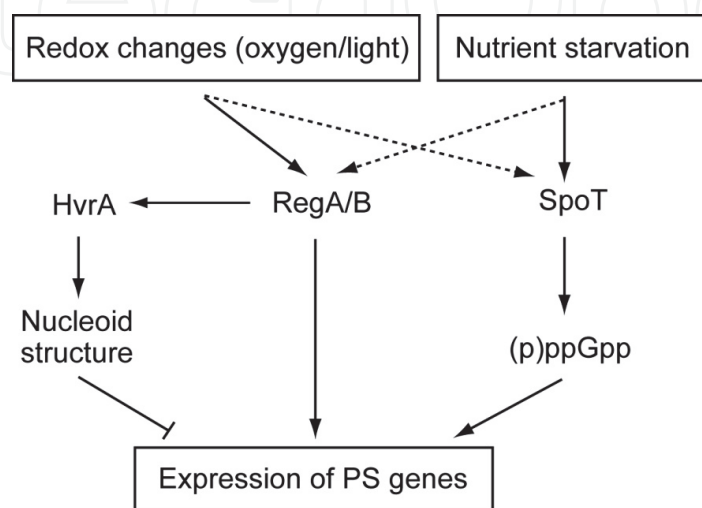 Redox changes (oxygen/light)
Nutrient starvation
HvrA
RegA/B
SpoT
Nucleoid
structure
(p)ppGpp
Expression of PS genes